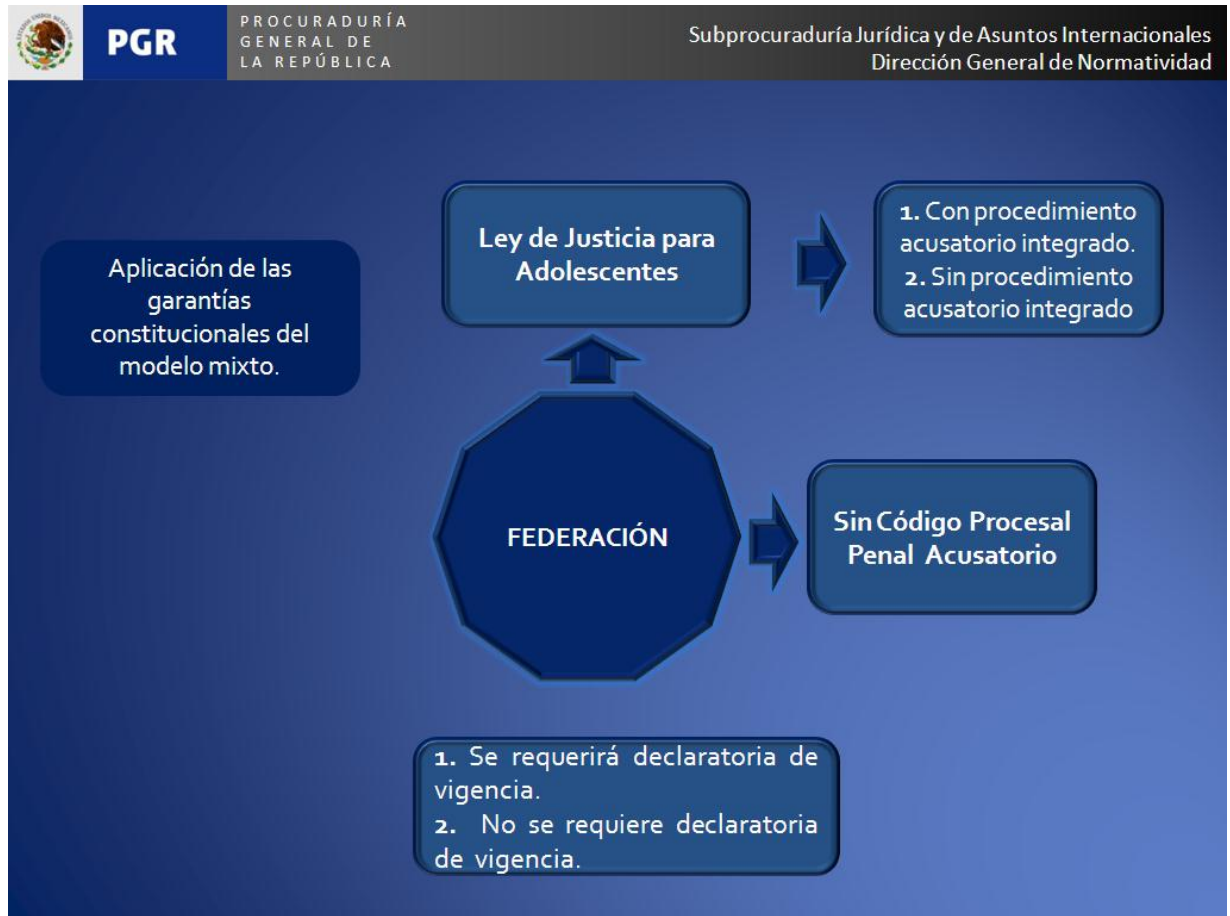 PGR
PROCURADURÍA
GENERAL DE
LA REPÚBLICA
Subprocuraduría Jurídica y de Asuntos Internacionales
Dirección General de Normatividad
Aplicación de las
garantías
constitucionales del
modelo mixto.
Ley de Justicia para
Adolescentes
1. Con procedimiento
acusatorio integrado.
2. Sin procedimiento
acusatorio integrado
FEDERACIÓN
Sin Código Procesal
Penal Acusatorio
1. Se requerirá declaratoria de
vigencia.
2. No se requiere declaratoria
de vigencia.